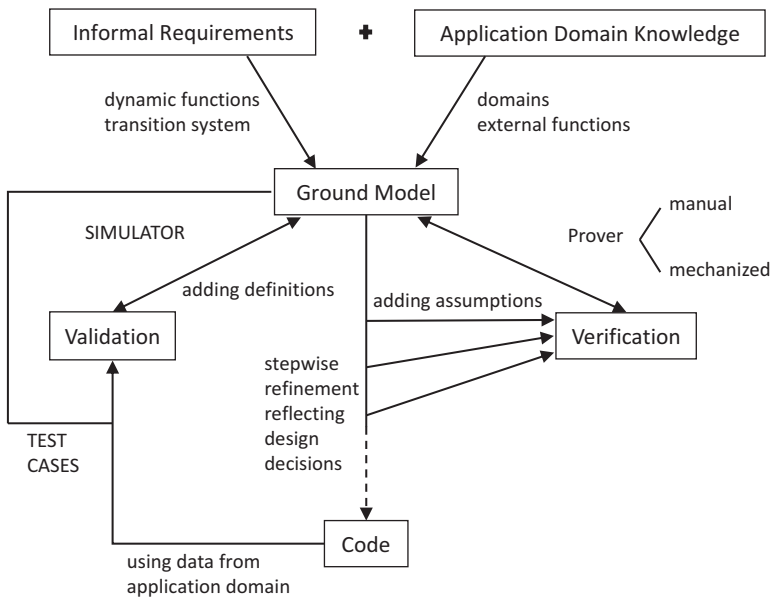 Informal Requirements
+
Application Domain Knowledge
dynamic functions
transition system
domains
external functions
Ground Model
manual
SIMULATOR
Prover
mechanized
adding definitions
adding assumptions
Validation
Verification
stepwise
refinement
reflecting
design
decisions
TEST
CASES
Code
using data from
application domain